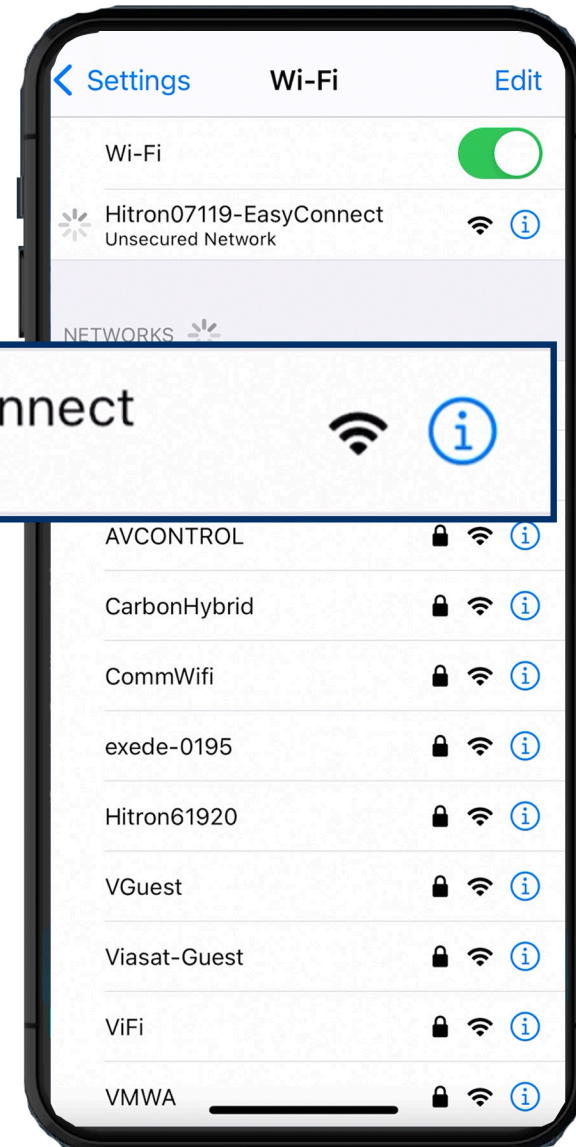 Settings
Wi-Fi
Edit
Wi-Fi
Hitron07119-EasyConnect
Unsecured Network
NETWORKS
nnect
AVCONTROL
CarbonHybrid
CommWifi
exede-0195
Hitron61920
VGuest
Viasat-Guest
ViFi
VMWA